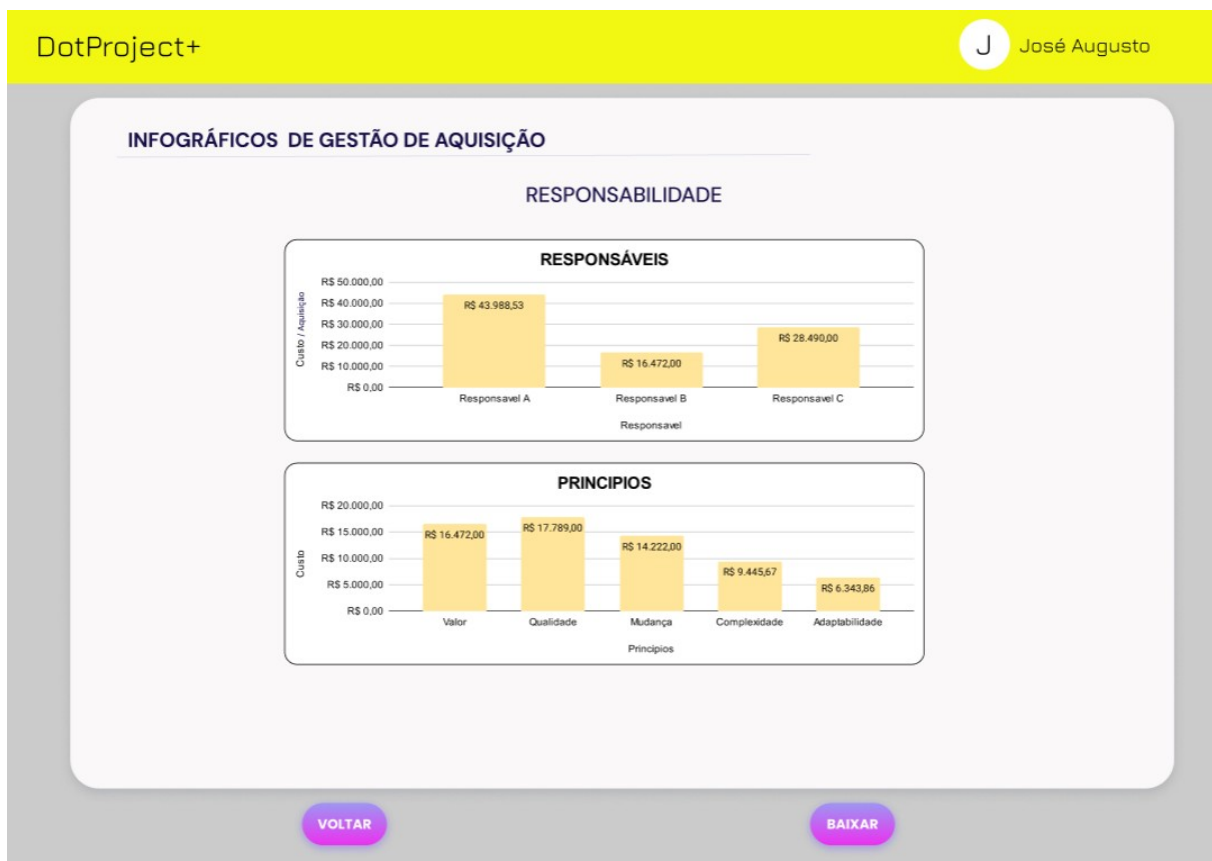 DotProject+
J José Augusto
INFOGRÁFICOS DE GESTÃO DE AQUISIÇÃO
RESPONSABILIDADE
RESPONSÁVEIS
Custo / Aquisição
R$ 50.000,00
R$ 40.000,00
R$ 30.000,00
R$ 20.000,00
R$ 10.000,00
R$ 0,00
R$ 43.988,53
R$ 16.472,00
R$ 28.490,00
Responsavel A
Responsavel B
Responsavel C
Responsavel
PRINCIPIOS
Custo
R$ 20.000,00
R$ 15.000,00
R$ 10.000,00
R$ 5.000,00
R$ 0,00
R$ 16.472,00
R$ 17.789,00
R$ 14.222,00
R$ 9.445,67
R$ 6.343,86
Valor
Qualidade
Mudança
Complexidade
Adaptabilidade
Principios
VOLTAR
BAIXAR